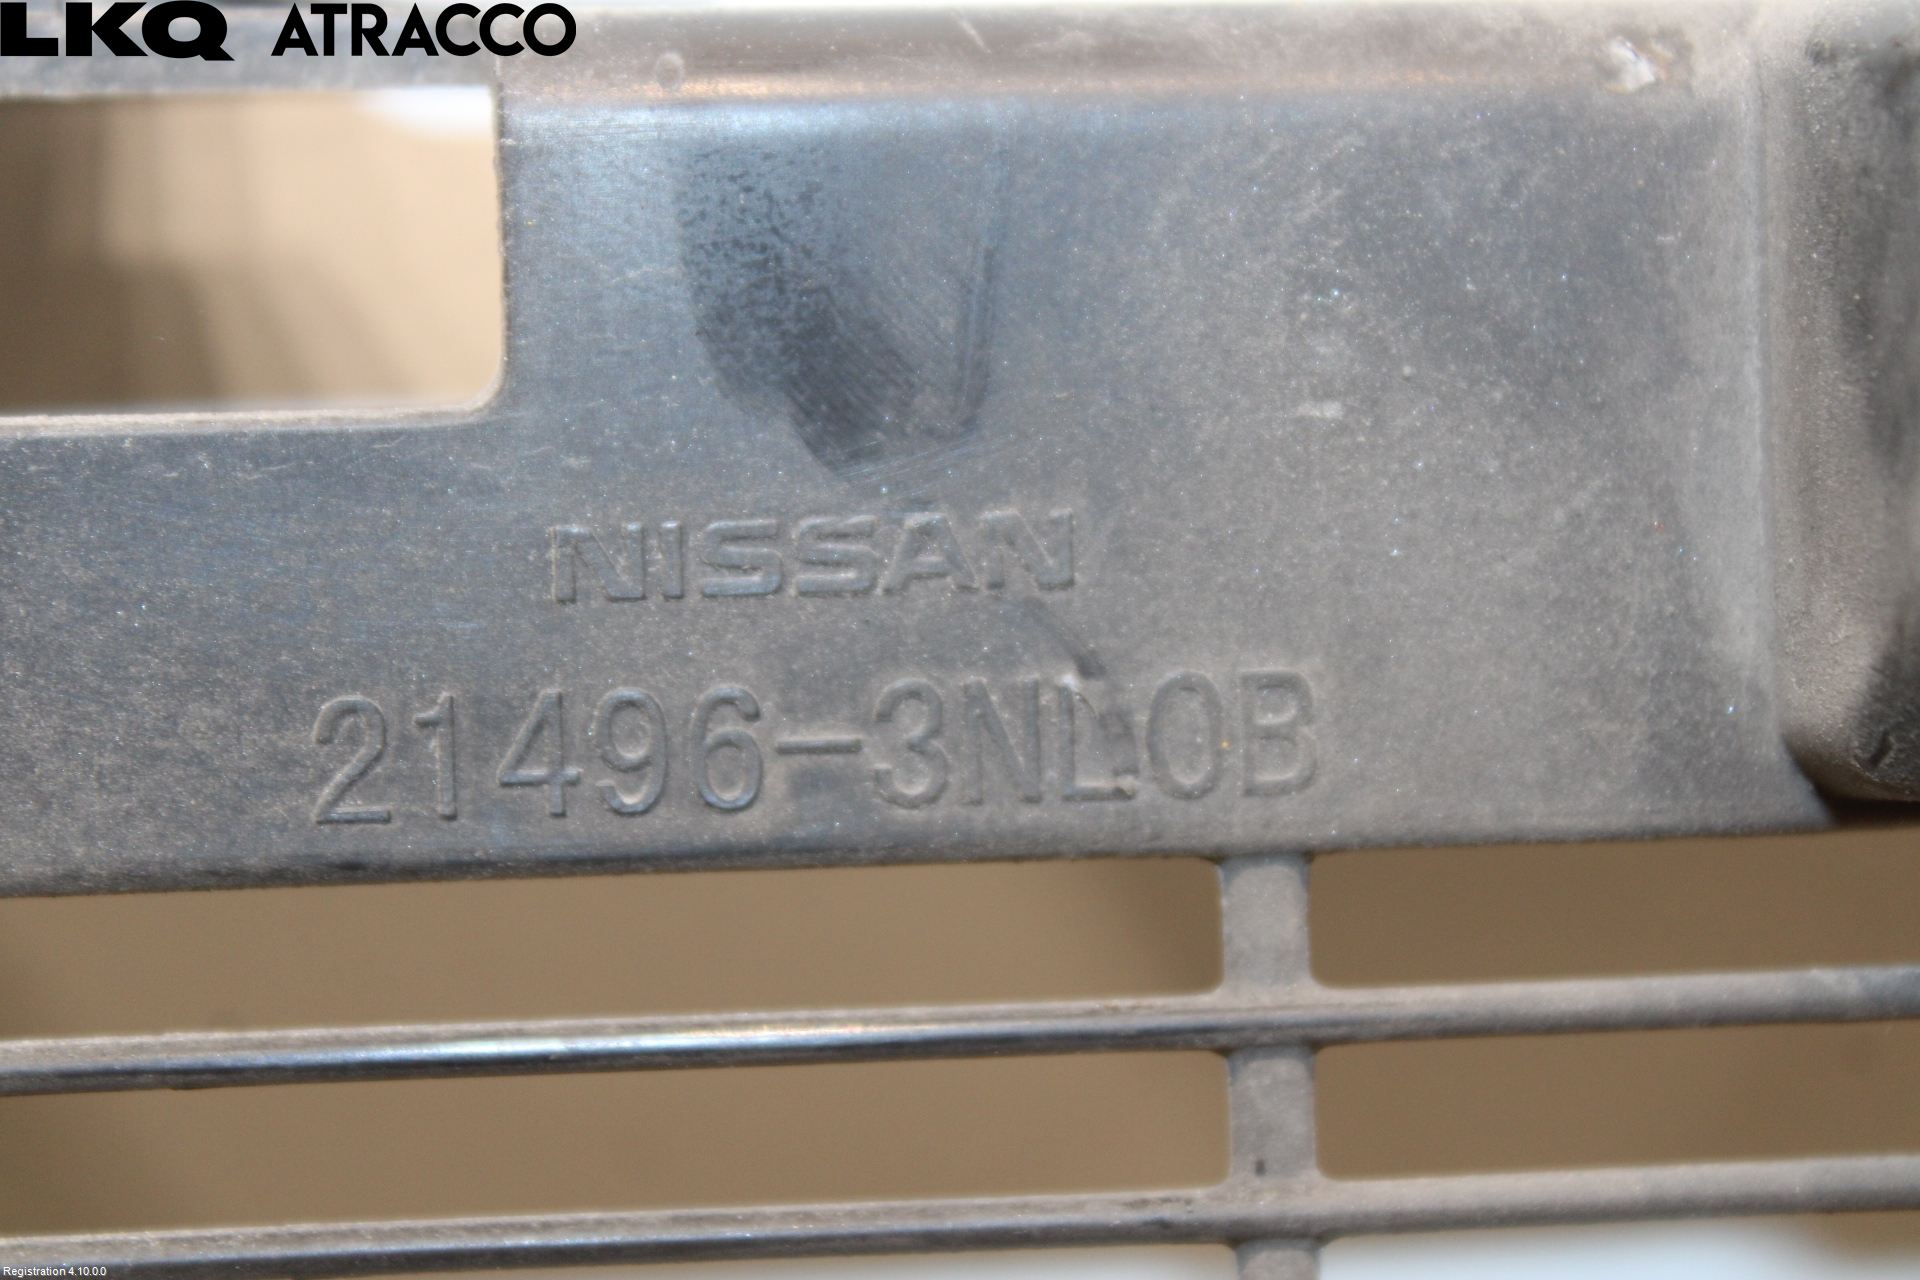 LKQ ATRACCO
NISSAN
21496-3NL0B
Registration 4.10.0.0